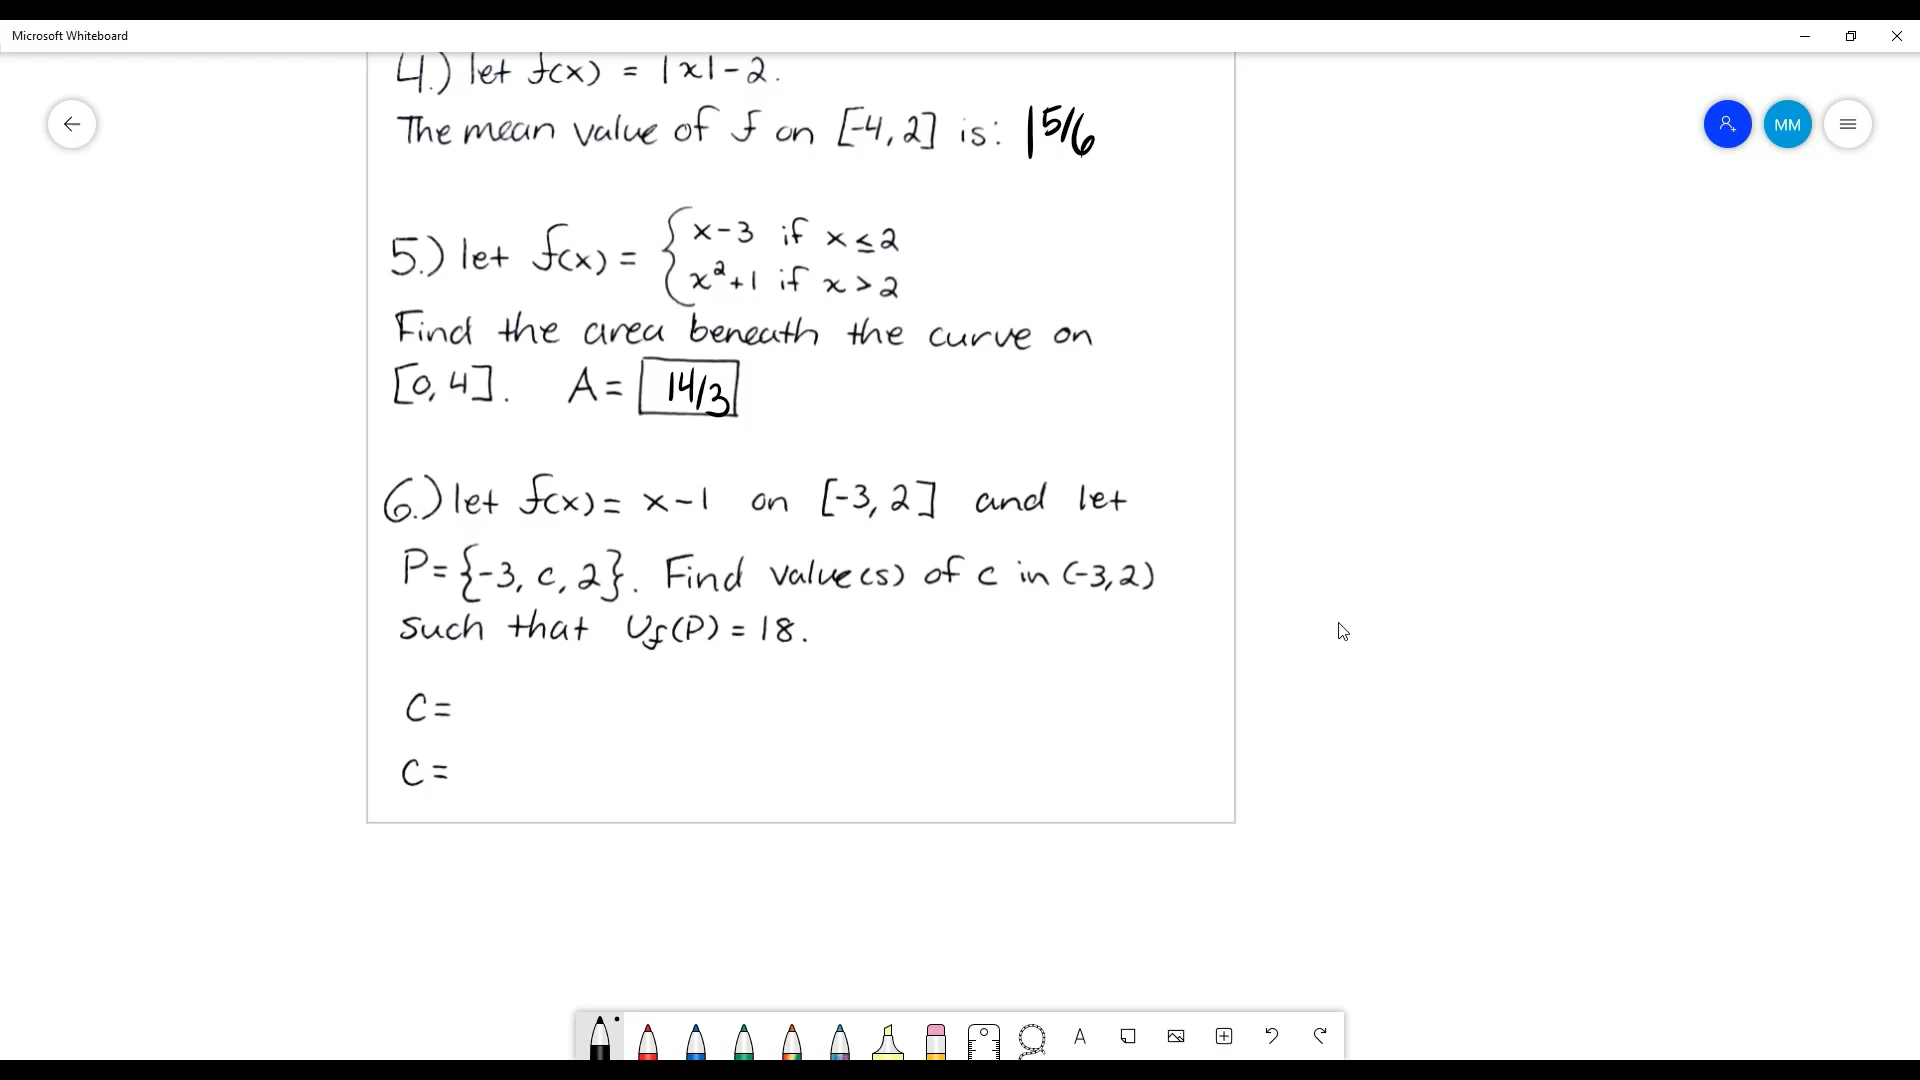 Microsoft Whiteboard
4.) let f(x) = |x| - 2.
The mean value of f on [-4, 2] is: 15/6
MM
5.) let f(x) = { x - 3 if x ≤ 2
x² + 1 if x > 2
Find the area beneath the curve on
[0, 4]. A = 14/3
6.) let f(x) = x - 1 on [-3, 2] and let
P = {-3, c, 2}. Find value(s) of c in (-3, 2)
such that U_f(P) = 18.
C =
C =
A